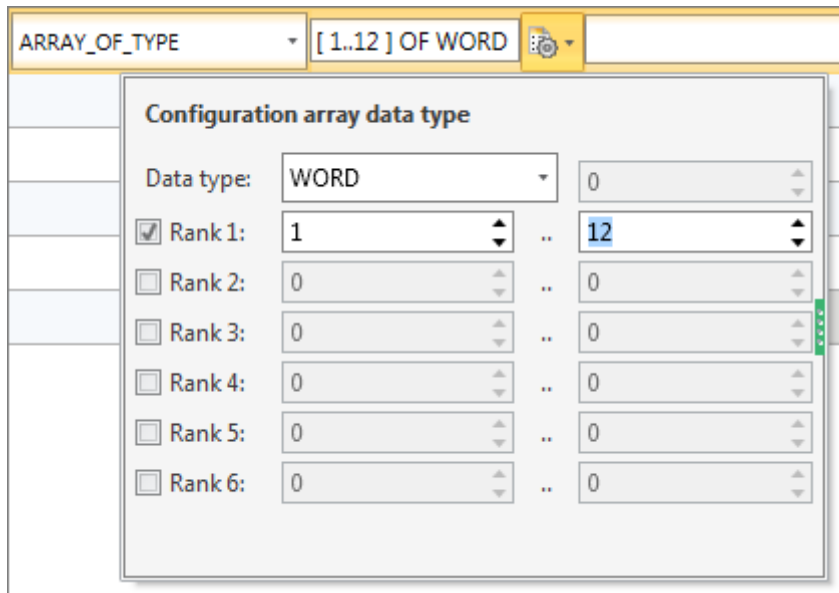 ARRAY_OF_TYPE [ 1..12 ] OF WORD
Configuration array data type
Data type: WORD 0
Rank 1: 1 .. 12
Rank 2: 0 .. 0
Rank 3: 0 .. 0
Rank 4: 0 .. 0
Rank 5: 0 .. 0
Rank 6: 0 .. 0